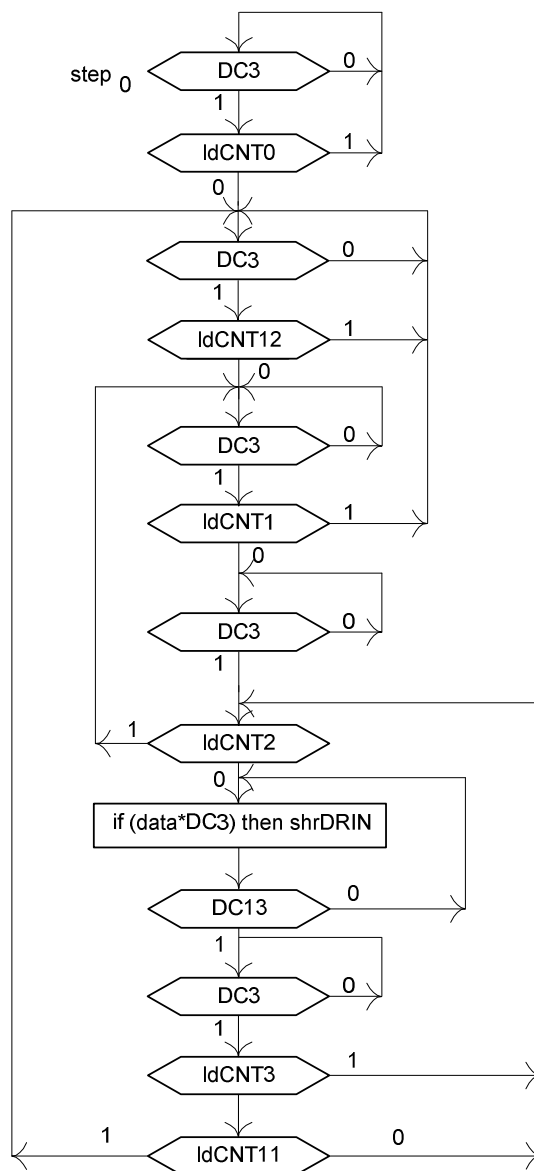 step 0
DC3
0
1
ldCNT0
1
0
DC3
0
1
ldCNT12
1
0
DC3
0
1
ldCNT1
1
0
DC3
0
1
1
ldCNT2
0
if (data*DC3) then shrDRIN
DC13
0
1
DC3
0
1
ldCNT3
1
1
ldCNT11
0